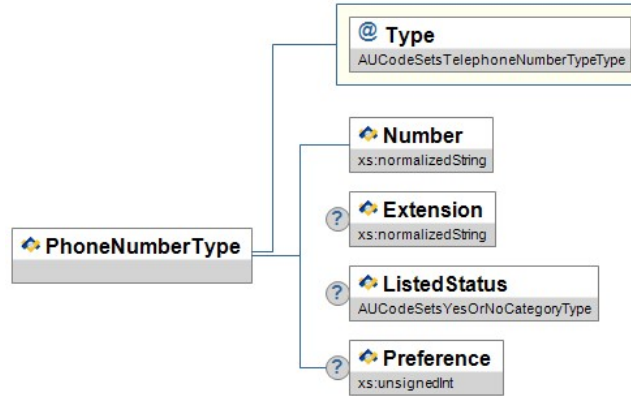 @ Type
AUCodeSetsTelephoneNumberTypeType
Number
xs:normalizedString
? Extension
xs:normalizedString
PhoneNumberType
? ListedStatus
AUCodeSetsYesOrNoCategoryType
? Preference
xs:unsignedInt